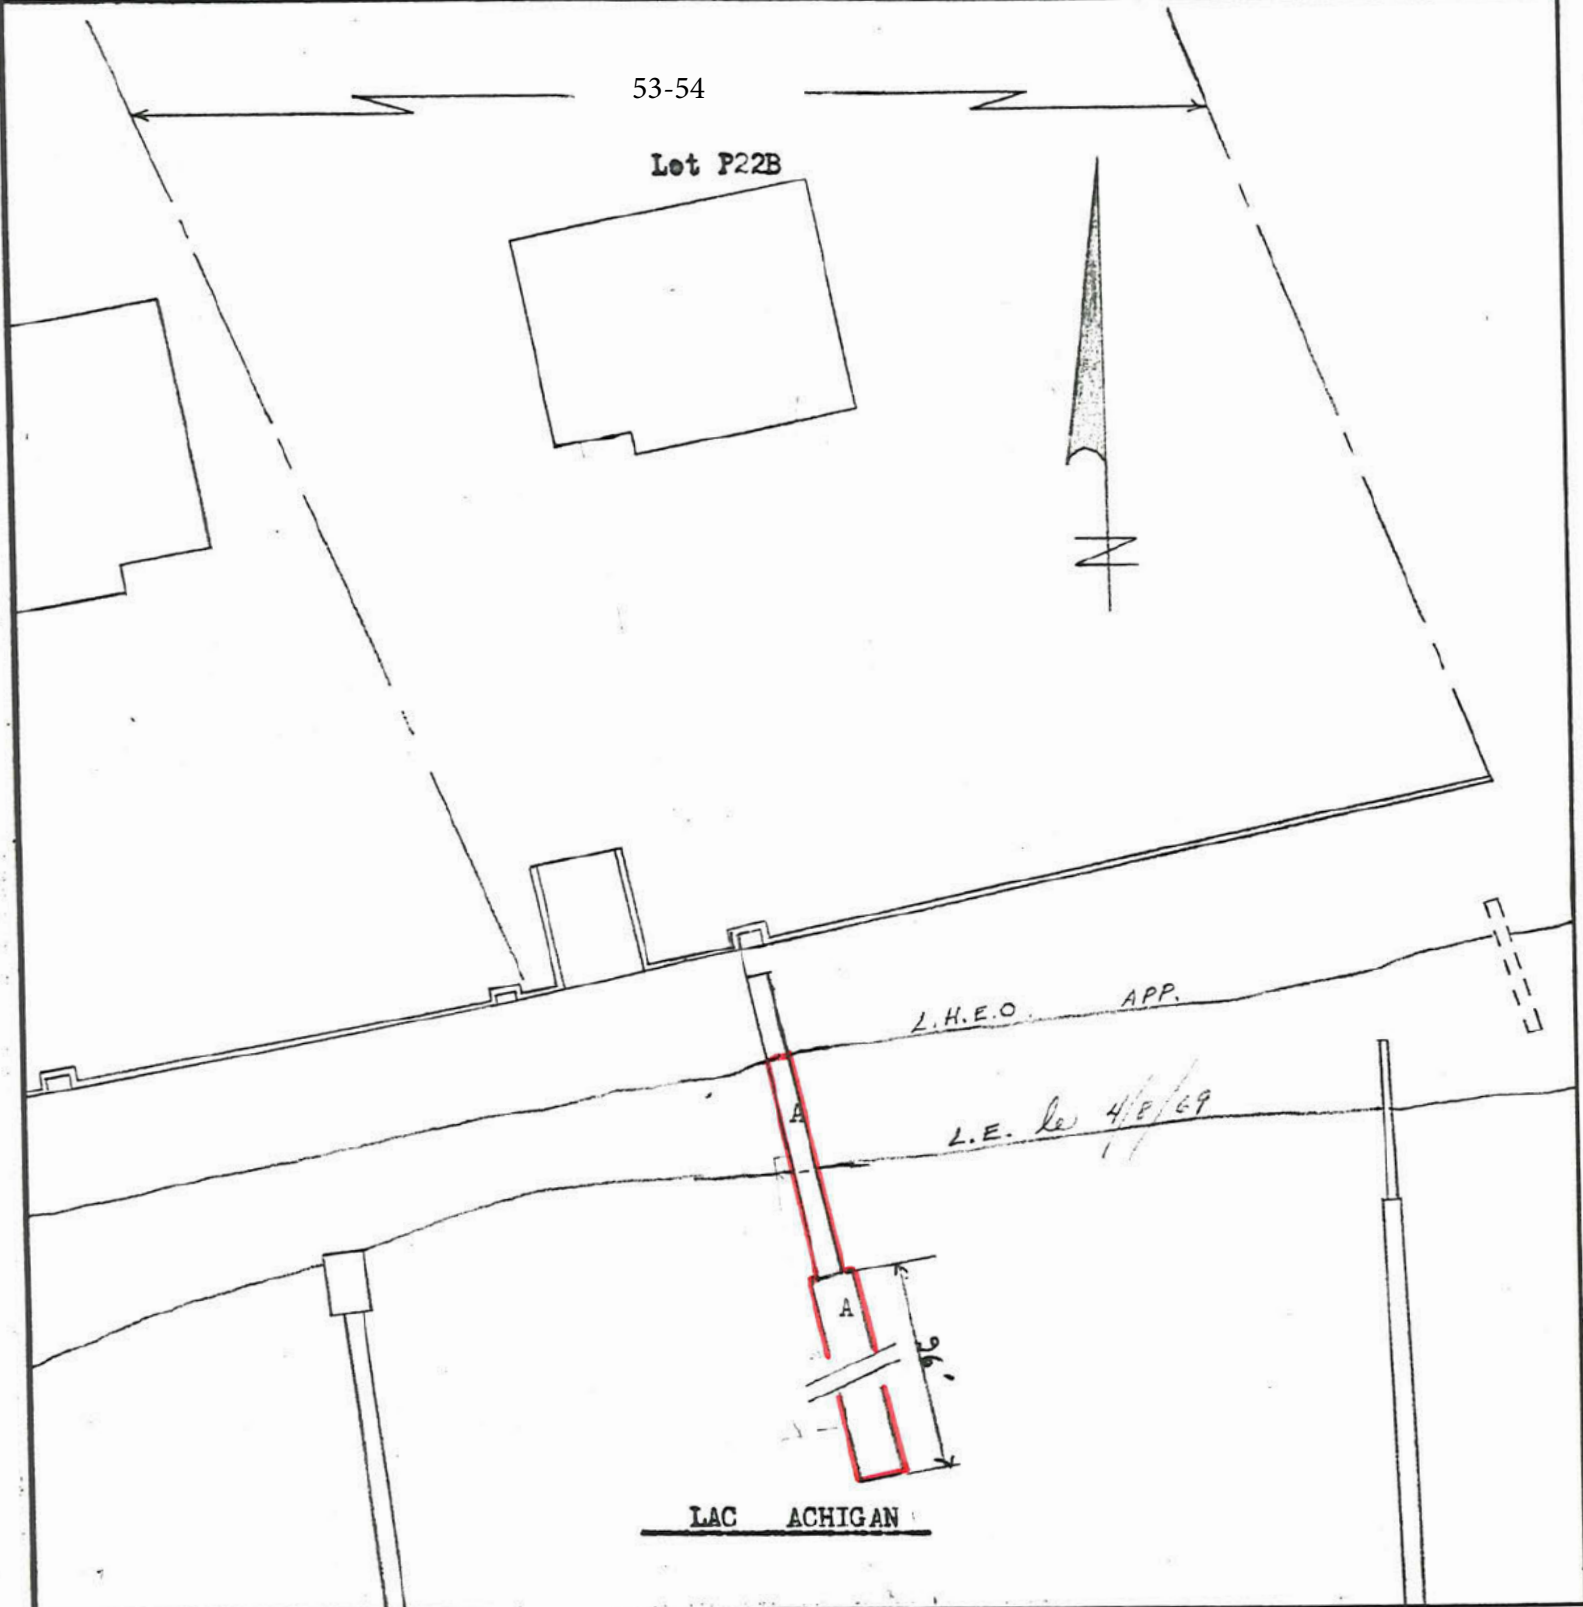 53-54
Lot P22B
N
L.H.E.O. APP.
A
L.E. le 4/8/69
A
36'
LAC ACHIGAN